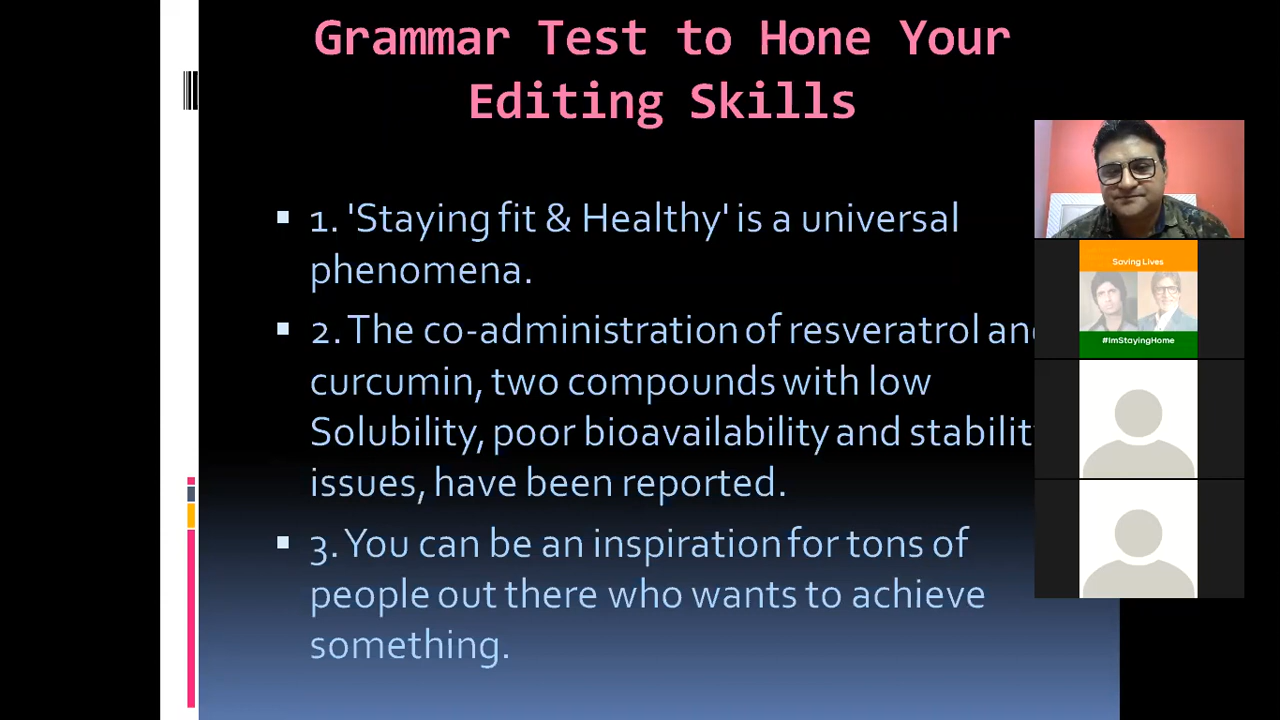 Grammar Test to Hone Your
Editing Skills
1. 'Staying fit & Healthy' is a universal
phenomena.
2. The co-administration of resveratrol
curcumin, two compounds with low
Solubility, poor bioavailability and
issues, have been reported.
3. You can be an inspiration for tons of
people out there who wants to achieve
something.
Saving Lives
#ImStayingHome